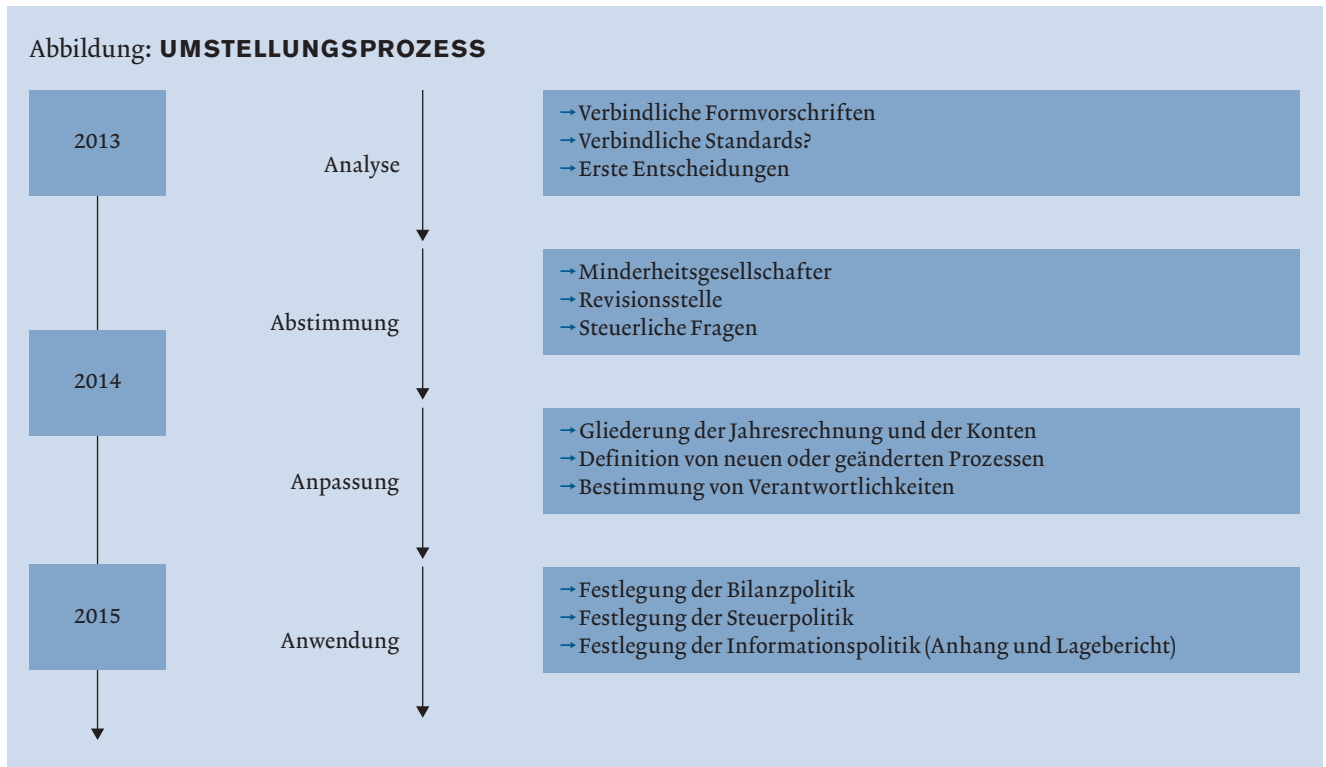 Abbildung: UMSTELLUNGSPROZESS
2013
Analyse
→Verbindliche Formvorschriften
→Verbindliche Standards?
→Erste Entscheidungen
Abstimmung
→Minderheitsgesellschafter
→Revisionsstelle
→Steuerliche Fragen
2014
Anpassung
→Gliederung der Jahresrechnung und der Konten
→Definition von neuen oder geänderten Prozessen
→Bestimmung von Verantwortlichkeiten
2015
Anwendung
→Festlegung der Bilanzpolitik
→Festlegung der Steuerpolitik
→Festlegung der Informationspolitik (Anhang und Lagebericht)